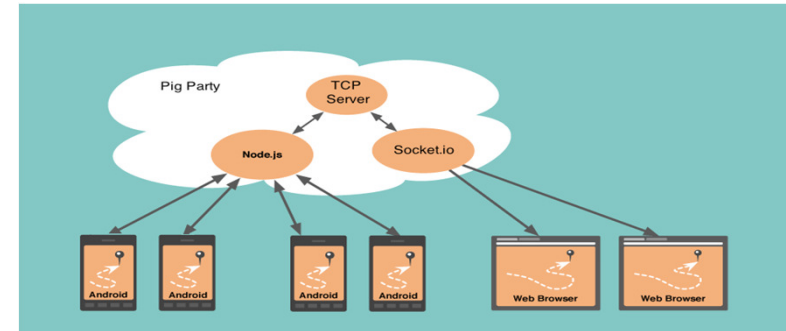 Pig Party
TCP
Server
Node.js
Socket.io
Android
Android
Android
Android
Web Browser
Web Browser